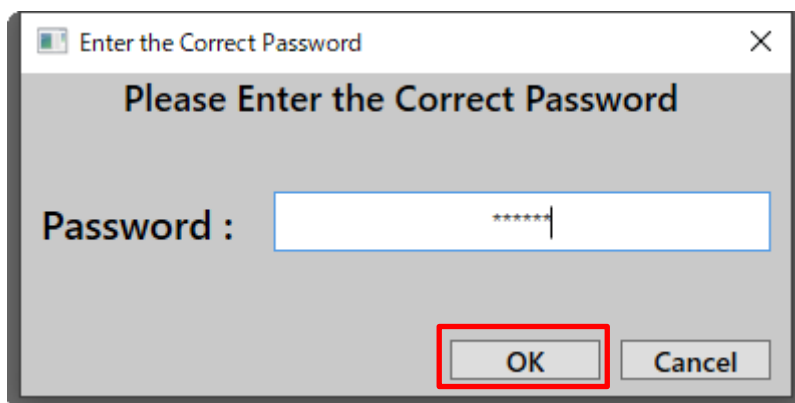 Enter the Correct Password
Please Enter the Correct Password
Password :
******
OK
Cancel